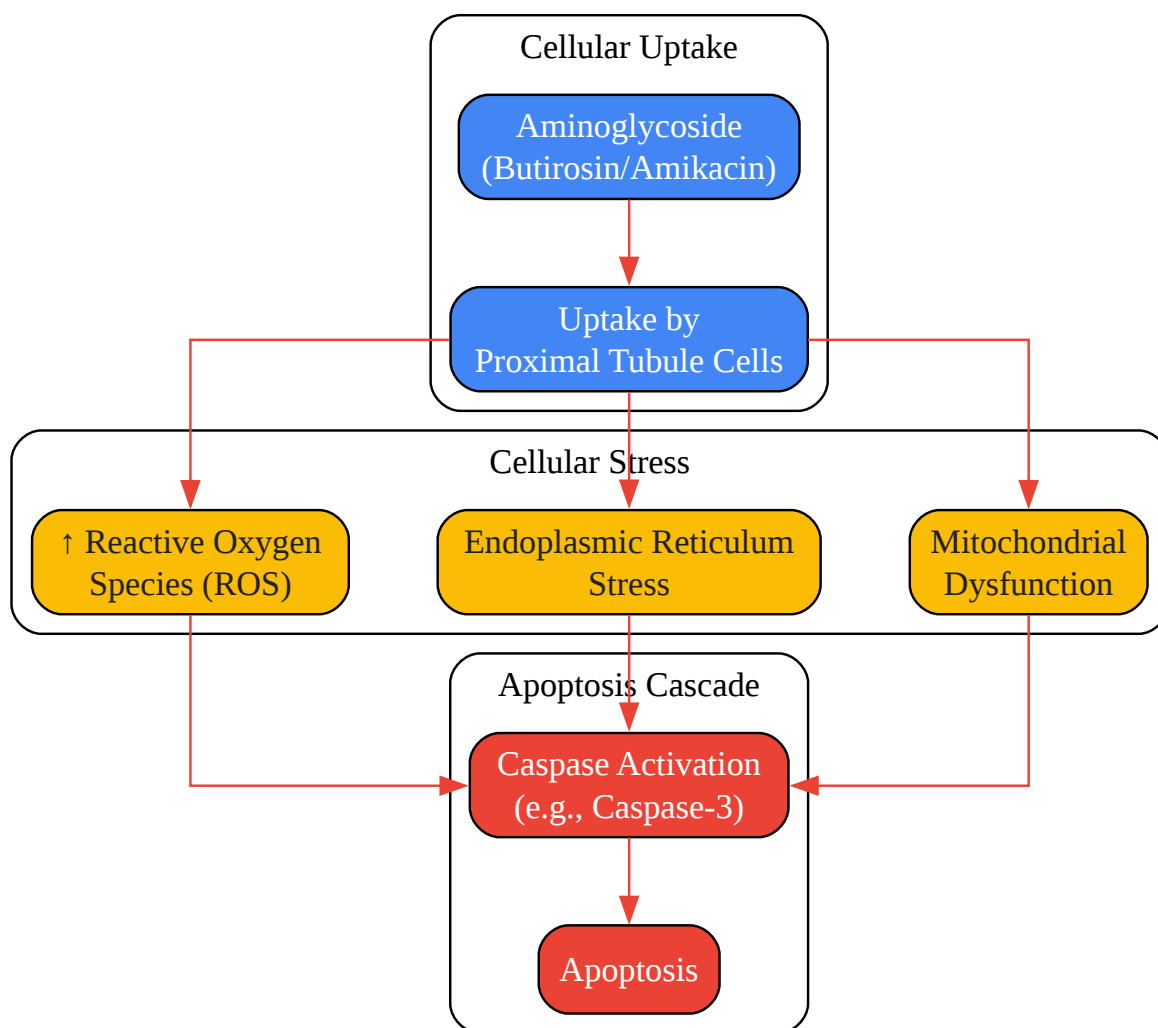 Cellular Uptake
Aminoglycoside
(Butirosin/Amikacin)
Uptake by
Proximal Tubule Cells
Cellular Stress
↑ Reactive Oxygen
Species (ROS)
Endoplasmic Reticulum
Stress
Mitochondrial
Dysfunction
Apoptosis Cascade
Caspase Activation
(e.g., Caspase-3)
Apoptosis